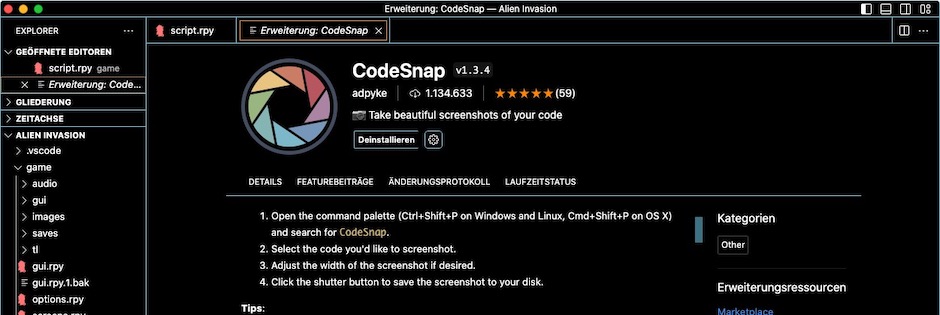 Erweiterung: CodeSnap — Alien Invasion
EXPLORER
GEÖFFNETE EDITOREN
script.rpy game
Erweiterung: Code...
GLIEDERUNG
ZEITACHSE
ALIEN INVASION
.vscode
game
audio
gui
images
saves
tl
gui.rpy
gui.rpy.1.bak
options.rpy
screens.rpy
script.rpy
Erweiterung: CodeSnap
CodeSnap v1.3.4
adpyke 1.134.633 (59)
Take beautiful screenshots of your code
Deinstallieren
DETAILS FEATUREBEITRÄGE ÄNDERUNGSPROTOKOLL LAUFZEITSTATUS
1. Open the command palette (Ctrl+Shift+P on Windows and Linux, Cmd+Shift+P on OS X)
and search for CodeSnap.
2. Select the code you'd like to screenshot.
3. Adjust the width of the screenshot if desired.
4. Click the shutter button to save the screenshot to your disk.
Tips:
Kategorien
Other
Erweiterungsressourcen
Marketplace